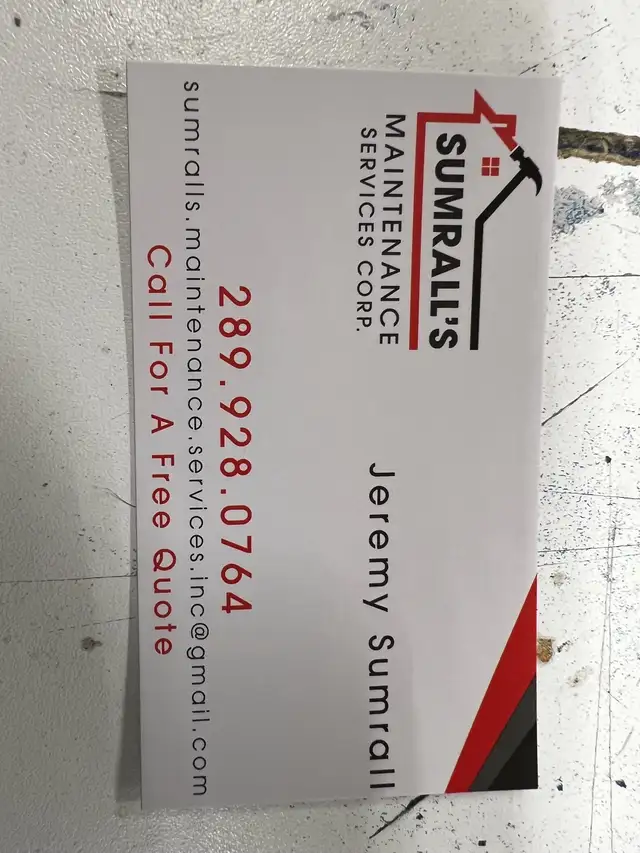 SUMRALL'S
MAINTENANCE
SERVICES CORP.
Jeremy Sumrall
289.928.0764
sumralls.maintenance.services.inc@gmail.com
Call For A Free Quote